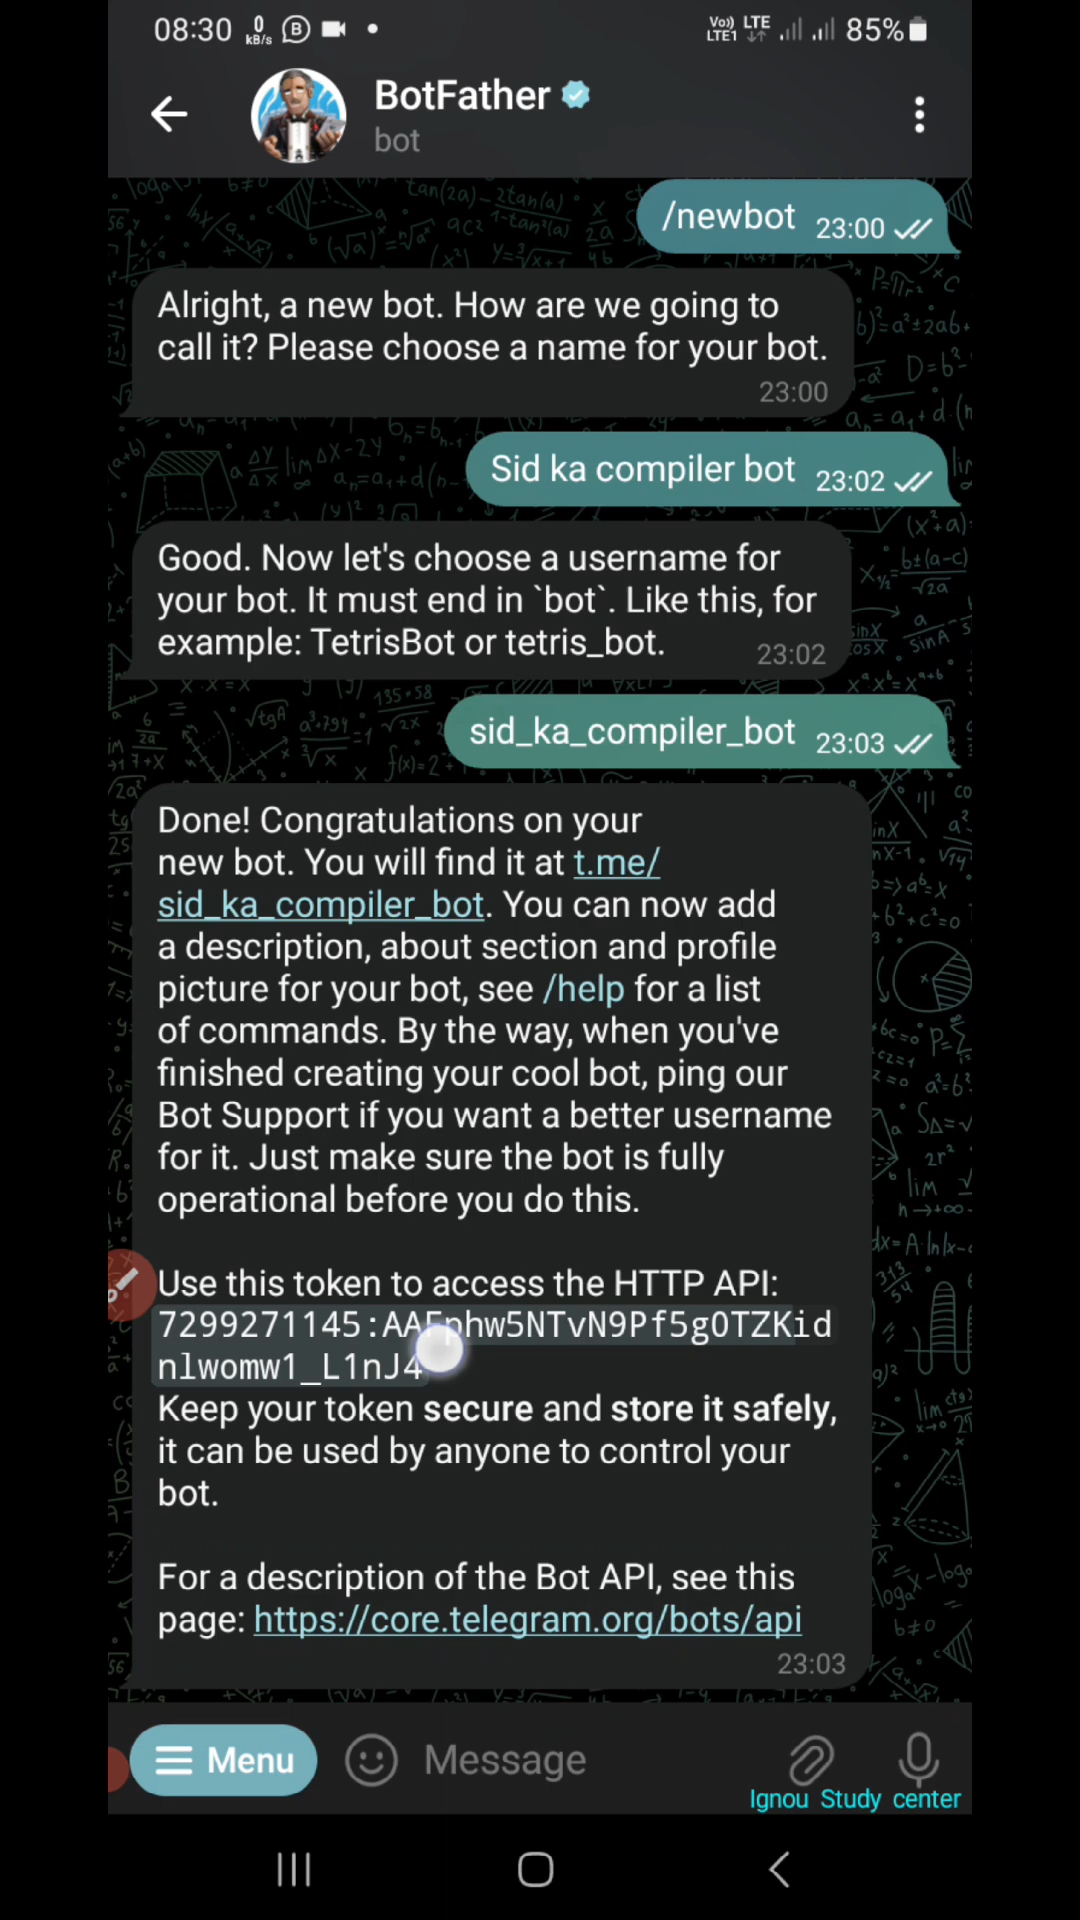 08:30 0 kB/s B Vo)) LTE1 LTE 85%
BotFather
bot
/newbot 23:00
Alright, a new bot. How are we going to
call it? Please choose a name for your bot.
23:00
Sid ka compiler bot 23:02
Good. Now let's choose a username for
your bot. It must end in `bot`. Like this, for
example: TetrisBot or tetris_bot.
23:02
sid_ka_compiler_bot 23:03
Done! Congratulations on your
new bot. You will find it at t.me/
sid_ka_compiler_bot. You can now add
a description, about section and profile
picture for your bot, see /help for a list
of commands. By the way, when you've
finished creating your cool bot, ping our
Bot Support if you want a better username
for it. Just make sure the bot is fully
operational before you do this.
Use this token to access the HTTP API:
Keep your token secure and store it safely,
it can be used by anyone to control your
bot.
For a description of the Bot API, see this
page: https://core.telegram.org/bots/api
23:03
Menu Message
Ignou Study center